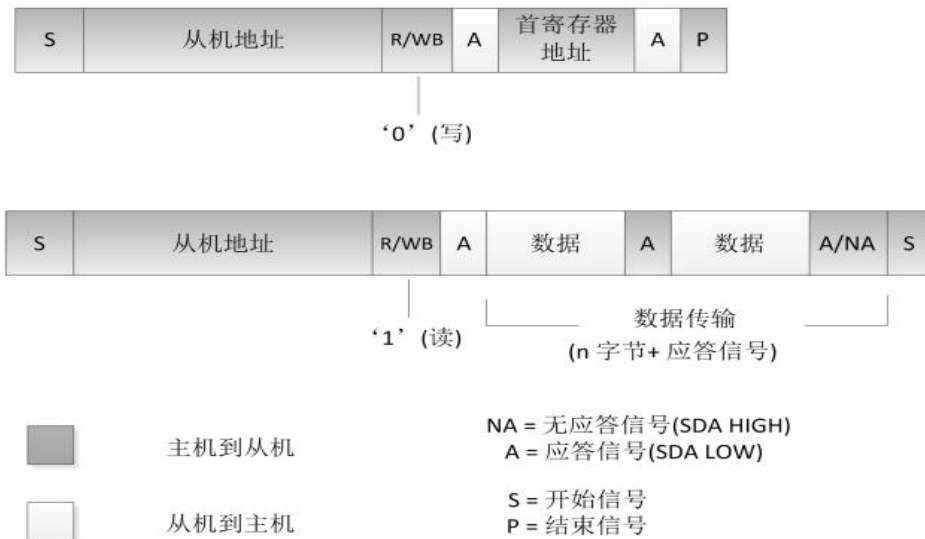 S 从机地址 R/WB A 首寄存器地址 A P
‘0’ (写)
S 从机地址 R/WB A 数据 A 数据 A/NA S
‘1’ (读)
数据传输
(n 字节+ 应答信号)
主机到从机
NA = 无应答信号(SDA HIGH)
A = 应答信号(SDA LOW)
从机到主机
S = 开始信号
P = 结束信号